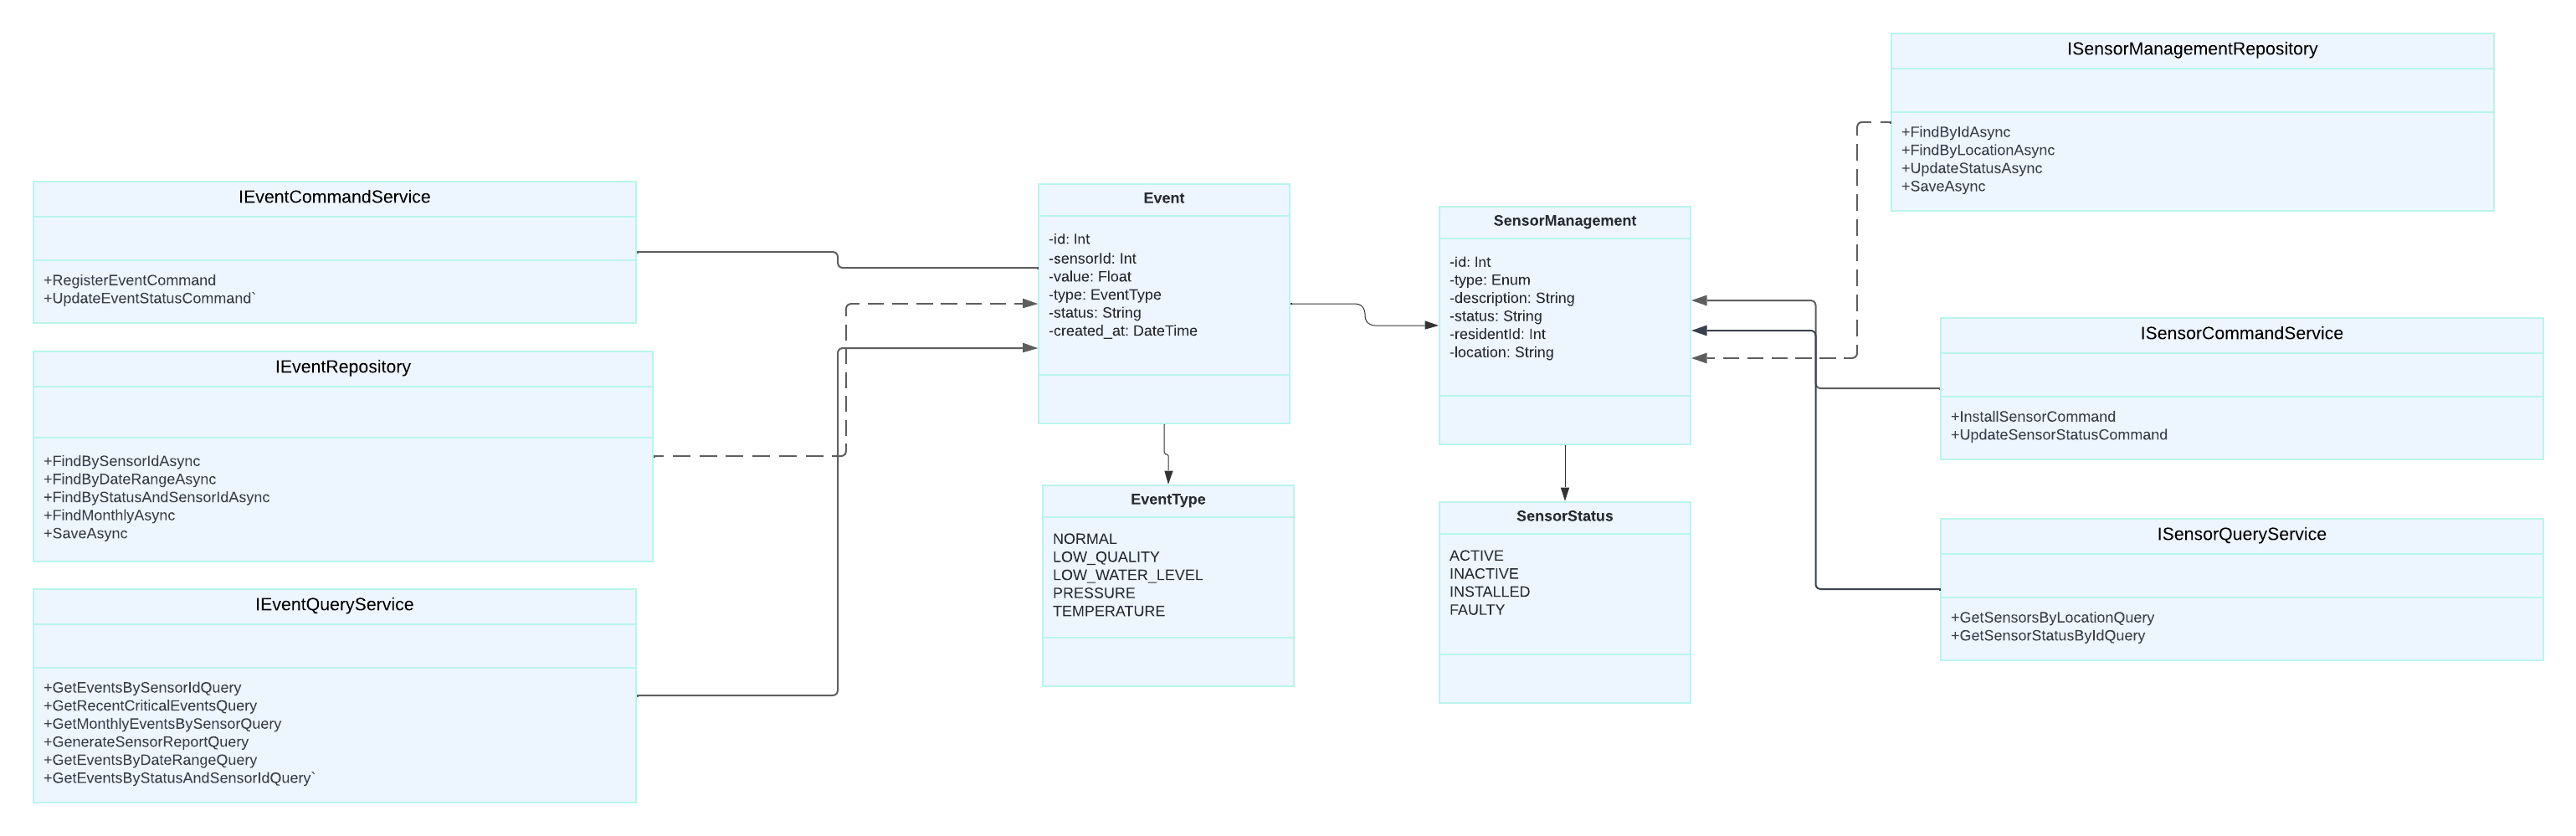 IEventCommandService
+RegisterEventCommand
+UpdateEventStatusCommand`
IEventRepository
+FindBySensorIdAsync
+FindByDateRangeAsync
+FindByStatusAndSensorIdAsync
+FindMonthlyAsync
+SaveAsync
IEventQueryService
+GetEventsBySensorIdQuery
+GetRecentCriticalEventsQuery
+GetMonthlyEventsBySensorQuery
+GenerateSensorReportQuery
+GetEventsByDateRangeQuery
+GetEventsByStatusAndSensorIdQuery`
Event
-id: Int
-sensorId: Int
-value: Float
-type: EventType
-status: String
-created_at: DateTime
EventType
NORMAL
LOW_QUALITY
LOW_WATER_LEVEL
PRESSURE
TEMPERATURE
SensorManagement
-id: Int
-type: Enum
-description: String
-status: String
-residentId: Int
-location: String
SensorStatus
ACTIVE
INACTIVE
INSTALLED
FAULTY
ISensorManagementRepository
+FindByIdAsync
+FindByLocationAsync
+UpdateStatusAsync
+SaveAsync
ISensorCommandService
+InstallSensorCommand
+UpdateSensorStatusCommand
ISensorQueryService
+GetSensorsByLocationQuery
+GetSensorStatusByIdQuery